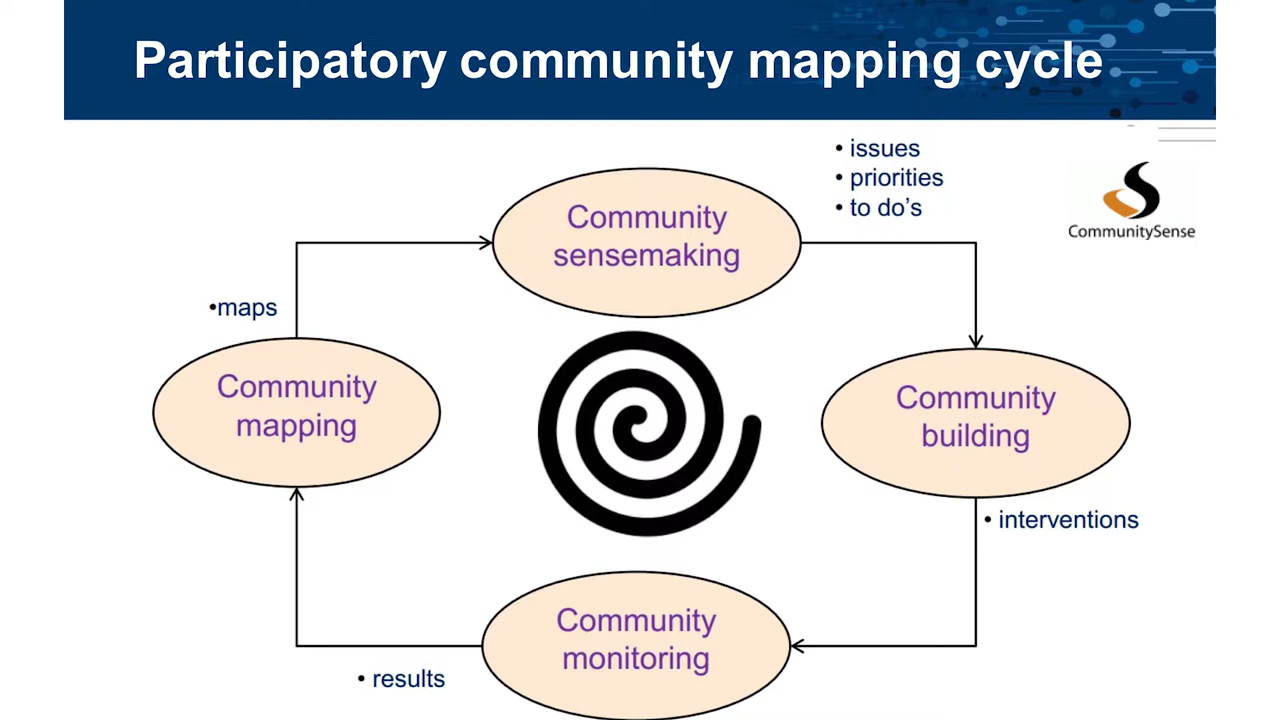 Participatory community mapping cycle
• issues
• priorities
• to do’s
CommunitySense
Community
sensemaking
•maps
Community
mapping
Community
building
• interventions
Community
monitoring
• results